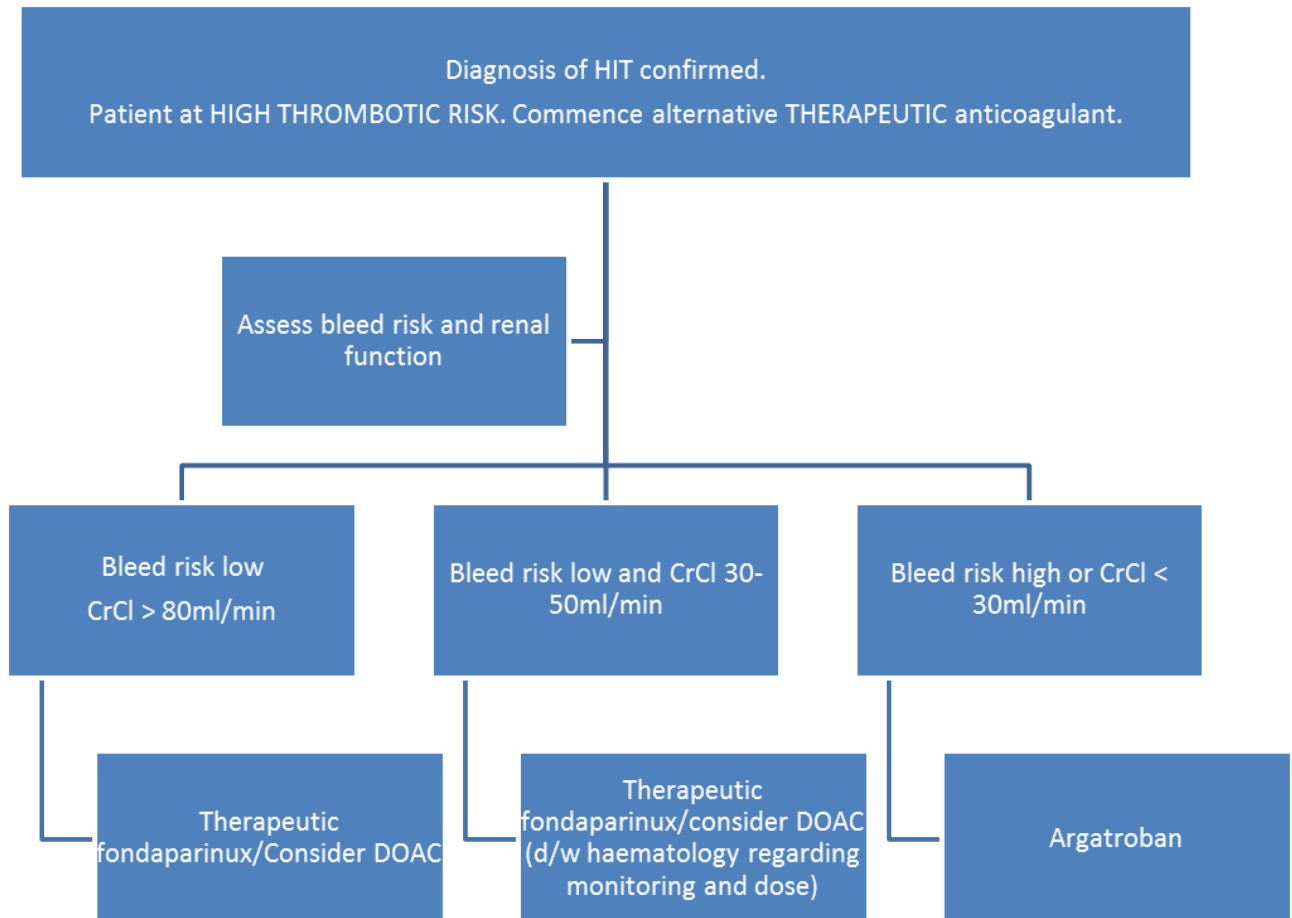 Diagnosis of HIT confirmed.
Patient at HIGH THROMBOTIC RISK. Commence alternative THERAPEUTIC anticoagulant.
Assess bleed risk and renal
function
Bleed risk low
CrCl > 80ml/min
Bleed risk low and CrCl 30-
50ml/min
Bleed risk high or CrCl <
30ml/min
Therapeutic
fondaparinux/Consider DOAC
Therapeutic
fondaparinux/consider DOAC
(d/w haematology regarding
monitoring and dose)
Argatroban